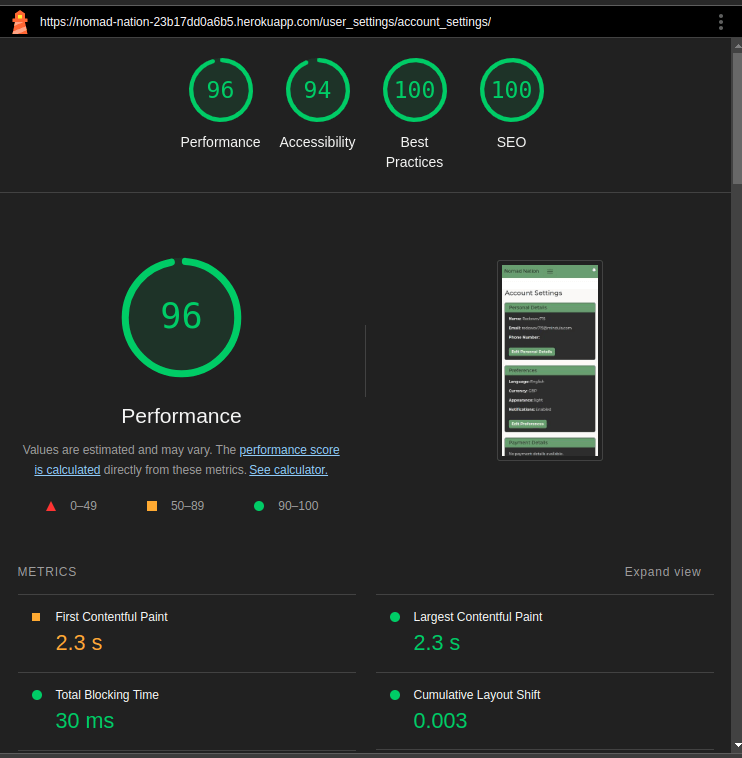 https://nomad-nation-23b17dd0a6b5.herokuapp.com/user_settings/account_settings/
96 94 100 100
Performance Accessibility Best SEO
Practices
96
Performance
Values are estimated and may vary. The performance score
is calculated directly from these metrics. See calculator.
0–49 50–89 90–100
Nomad Nation
Account Settings
Personal Details
Name:
Email:
Phone Number:
Edit Personal Details
Preferences
Language: English
Currency: GBP
Appearance: light
Notifications: Enabled
Edit Preferences
Payment Details
No payment details available.
METRICS Expand view
First Contentful Paint Largest Contentful Paint
2.3 s 2.3 s
Total Blocking Time Cumulative Layout Shift
30 ms 0.003